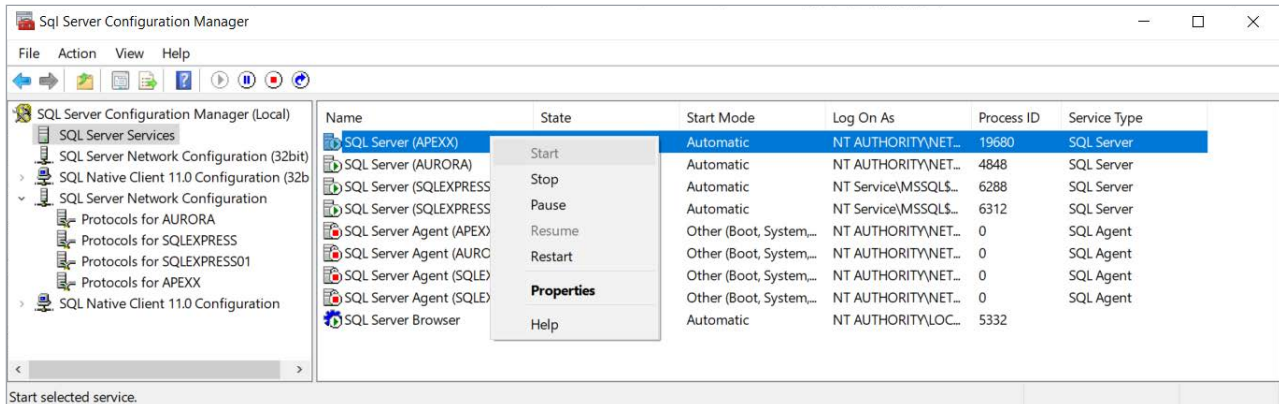 Sql Server Configuration Manager
File Action View Help
SQL Server Configuration Manager (Local)
SQL Server Services
SQL Server Network Configuration (32bit)
SQL Native Client 11.0 Configuration (32b
SQL Server Network Configuration
Protocols for AURORA
Protocols for SQLEXPRESS
Protocols for SQLEXPRESS01
Protocols for APEXX
SQL Native Client 11.0 Configuration
Name State Start Mode Log On As Process ID Service Type
SQL Server (APEXX) Automatic NT AUTHORITY\NET... 19680 SQL Server
SQL Server (AURORA) Automatic NT AUTHORITY\NET... 4848 SQL Server
SQL Server (SQLEXPRESS Automatic NT Service\MSSQL$... 6288 SQL Server
SQL Server (SQLEXPRESS Automatic NT Service\MSSQL$... 6312 SQL Server
SQL Server Agent (APEXX Other (Boot, System,... NT AUTHORITY\NET... 0 SQL Agent
SQL Server Agent (AURO Other (Boot, System,... NT AUTHORITY\NET... 0 SQL Agent
SQL Server Agent (SQLEX Other (Boot, System,... NT AUTHORITY\NET... 0 SQL Agent
SQL Server Agent (SQLEX Other (Boot, System,... NT AUTHORITY\NET... 0 SQL Agent
SQL Server Browser Automatic NT AUTHORITY\LOC... 5332
Start
Stop
Pause
Resume
Restart
Properties
Help
Start selected service.